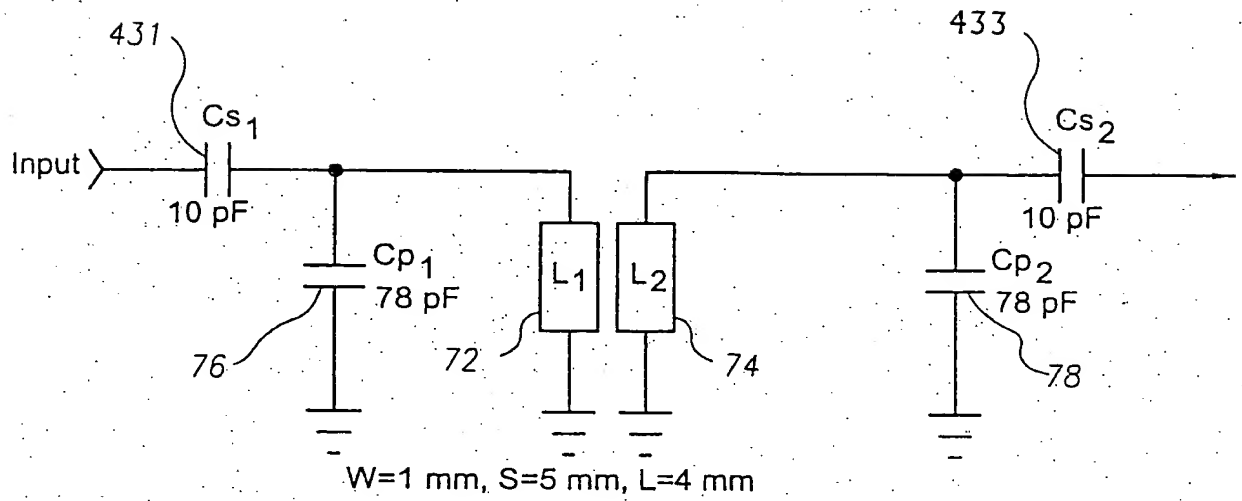 431
433
Cs1
Cs2
Input
10 pF
10 pF
Cp1
78 pF
L1
L2
Cp2
78 pF
76
72
74
78
W=1 mm, S=5 mm, L=4 mm